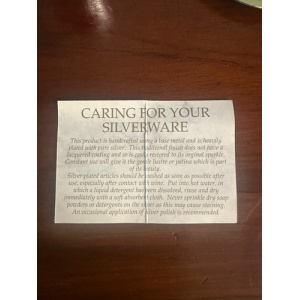 CARING FOR YOUR
SILVERWARE
This product is handcrafted using a base metal and is heavily
plated with pure silver. This traditional finish does not have a
lacquered coating and so is easily restored to its original sparkle.
Constant use will give it the gentle lustre or patina which is part
of its beauty.
Silver plated articles should be washed as soon as possible after
use, especially after contact with wine. Put into hot water, in
which a liquid detergent has been dissolved, rinse and dry
immediately with a soft absorbent cloth. Never sprinkle dry soap
powders or detergents on the silver as this may cause staining.
An occasional application of silver polish is recommended.